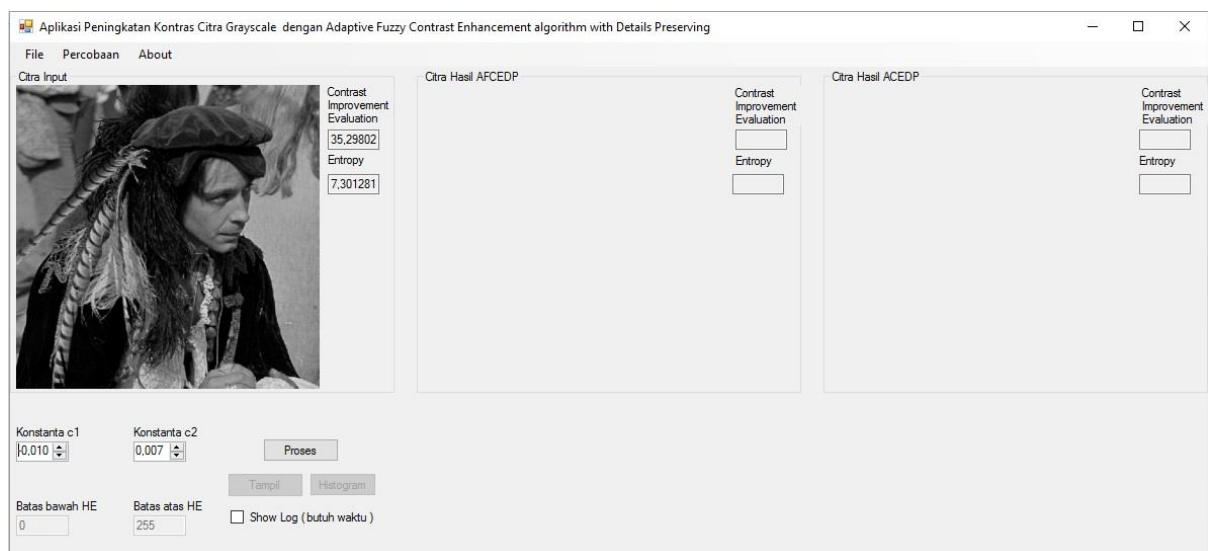 Aplikasi Peningkatan Kontras Citra Grayscale dengan Adaptive Fuzzy Contrast Enhancement algorithm with Details Preserving
File Percobaan About
Citra Input
Contrast
Improvement
Evaluation
35,29802
Entropy
7,301281
Citra Hasil AFCEDP
Contrast
Improvement
Evaluation
Entropy
Citra Hasil ACEDP
Contrast
Improvement
Evaluation
Entropy
Konstanta c1
-0,010
Konstanta c2
0,007
Proses
Tampil
Histogram
Batas bawah HE
0
Batas atas HE
255
Show Log ( butuh waktu )